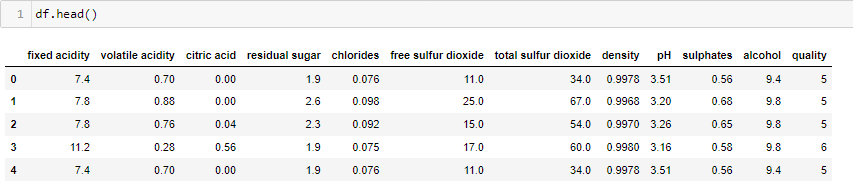 1 df.head()
fixed acidity volatile acidity citric acid residual sugar chlorides free sulfur dioxide total sulfur dioxide density pH sulphates alcohol quality
0 7.4 0.70 0.00 1.9 0.076 11.0 34.0 0.9978 3.51 0.56 9.4 5
1 7.8 0.88 0.00 2.6 0.098 25.0 67.0 0.9968 3.20 0.68 9.8 5
2 7.8 0.76 0.04 2.3 0.092 15.0 54.0 0.9970 3.26 0.65 9.8 5
3 11.2 0.28 0.56 1.9 0.075 17.0 60.0 0.9980 3.16 0.58 9.8 6
4 7.4 0.70 0.00 1.9 0.076 11.0 34.0 0.9978 3.51 0.56 9.4 5